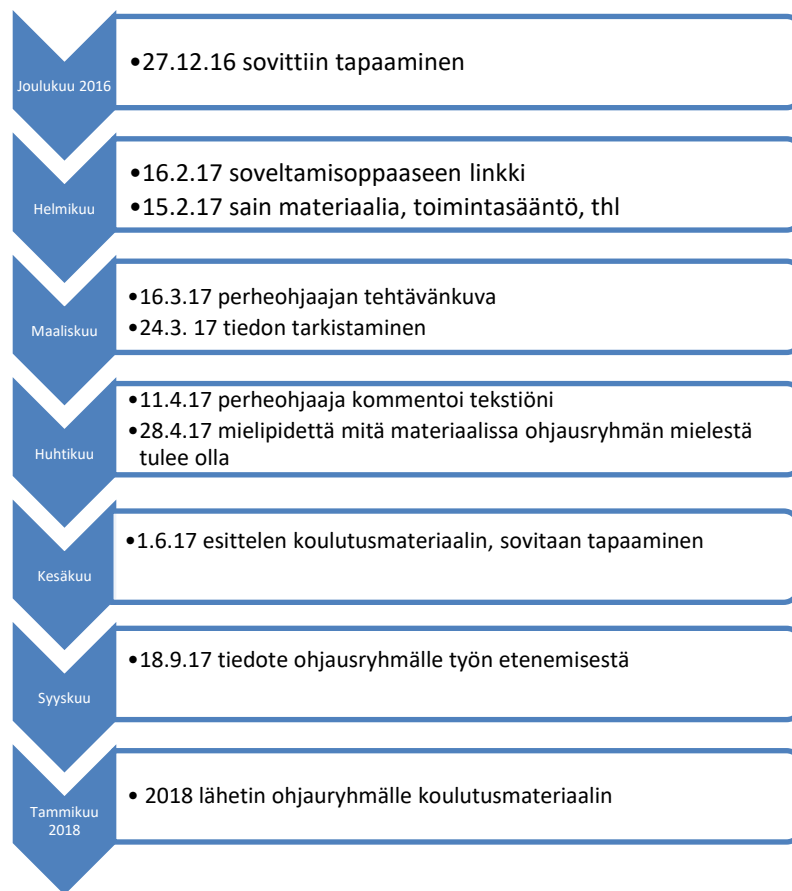 Joulukuu 2016
•27.12.16 sovittiin tapaaminen
Helmikuu
•16.2.17 soveltamisoppaaseen linkki
•15.2.17 sain materiaalia, toimintasääntö, thl
Maaliskuu
•16.3.17 perheohjaajan tehtävänkuva
•24.3. 17 tiedon tarkistaminen
Huhtikuu
•11.4.17 perheohjaaja kommentoi tekstiöni
•28.4.17 mielipidettä mitä materiaalissa ohjausryhmän mielestä
tulee olla
Kesäkuu
•1.6.17 esittelen koulutusmateriaalin, sovitaan tapaaminen
Syyskuu
•18.9.17 tiedote ohjausryhmälle työn etenemisestä
Tammikuu
2018
• 2018 lähetin ohjauryhmälle koulutusmateriaalin